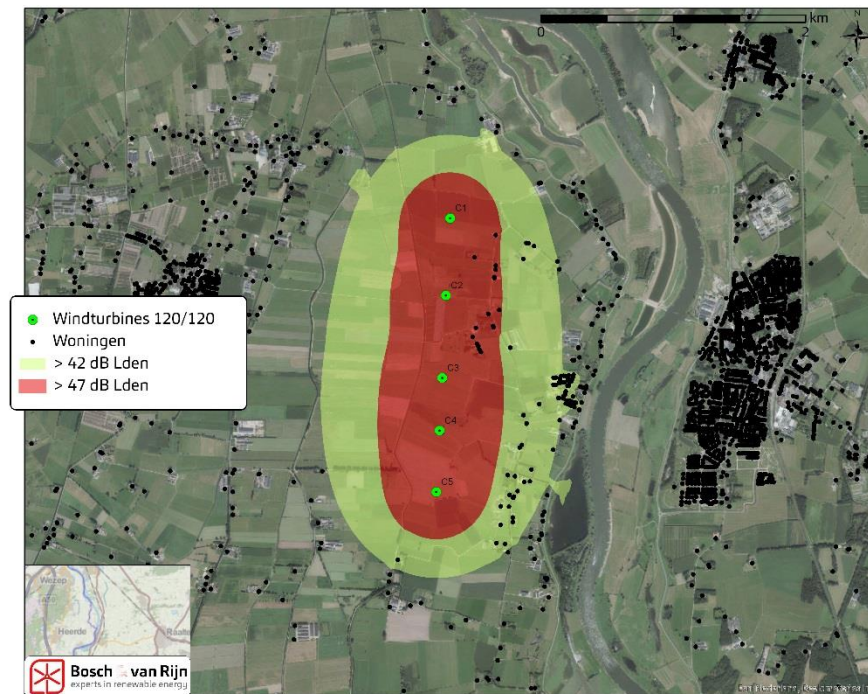 km
0 1 2
N
C1
C2
C3
C4
C5
Windturbines 120/120
Woningen
> 42 dB Lden
> 47 dB Lden
Wezep
Heerde
Raalte
Bosch & van Rijn
experts in renewable energy